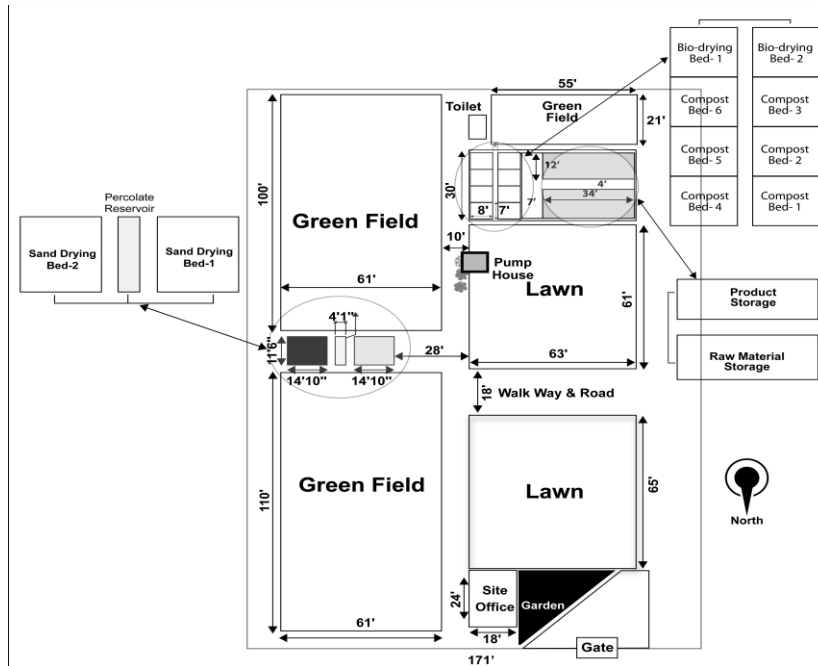 Bio-drying
Bed- 1
Bio-drying
Bed- 2
Compost
Bed- 6
Compost
Bed- 3
Compost
Bed- 5
Compost
Bed- 2
Compost
Bed- 4
Compost
Bed- 1
55'
Toilet
Green
Field
21'
100'
Green Field
61'
30'
12'
4'
34'
8'
7'
7'
Percolate
Reservoir
Sand Drying
Bed-2
Sand Drying
Bed-1
10'
Pump
House
Lawn
61'
63'
Product
Storage
Raw Material
Storage
4'1"
11'6"
14'10"
14'10"
28'
18'
Walk Way & Road
110'
Green Field
61'
Lawn
65'
North
24'
Site
Office
18'
Garden
Gate
171'